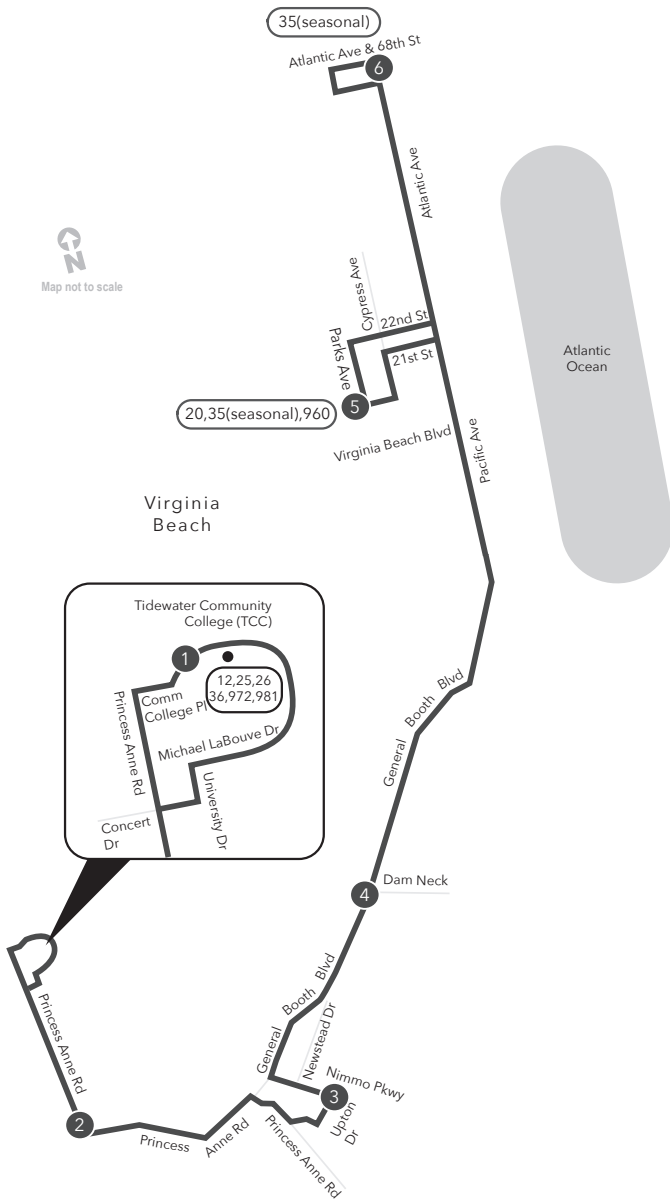 35(seasonal)
Atlantic Ave & 68th St
6
Atlantic Ave
N
Map not to scale
Cypress Ave
22nd St
Parks Ave
21st St
5
20,35(seasonal),960
Virginia Beach Blvd
Pacific Ave
Atlantic
Ocean
Virginia
Beach
Tidewater Community
College (TCC)
1
12,25,26
36,972,981
Comm
College Pl
Princess Anne Rd
Michael LaBouve Dr
University Dr
Concert
Dr
General Booth Blvd
4
Dam Neck
General Booth Blvd
Newstead Dr
Nimmo Pkwy
3
Upton
Dr
Princess Anne Rd
2
Princess Anne Rd
Princess Anne Rd